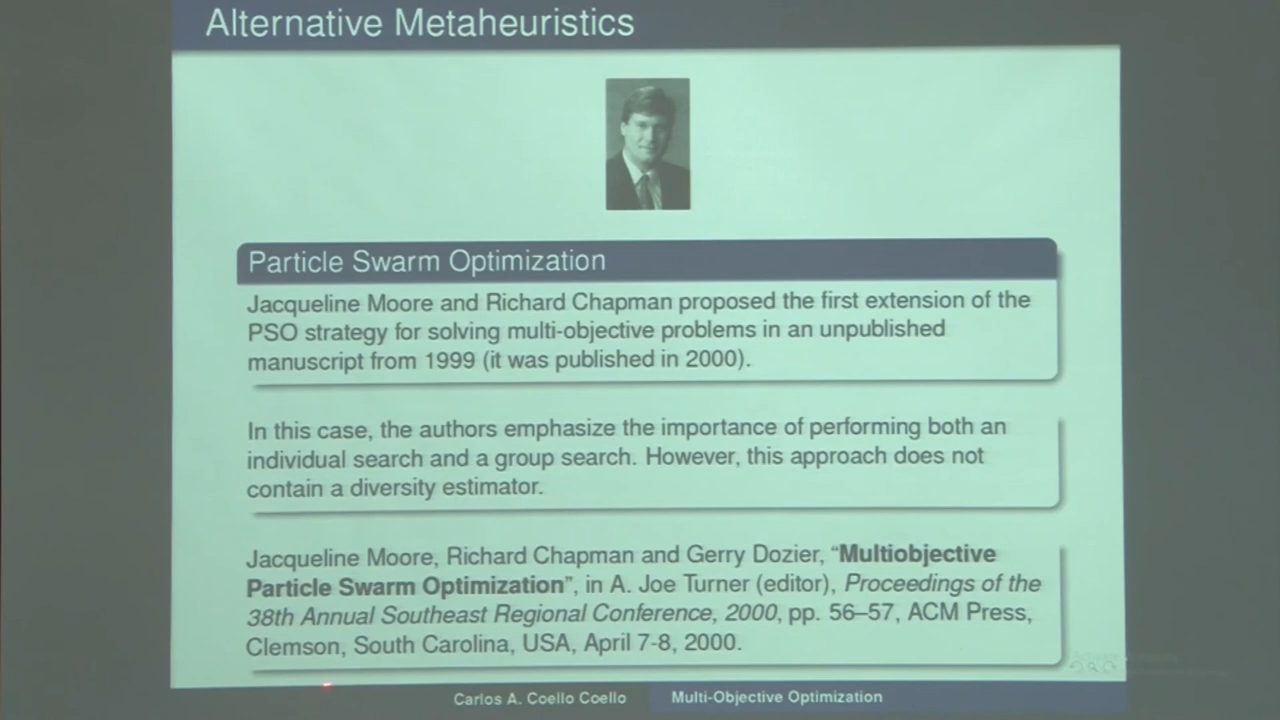 Alternative Metaheuristics
Particle Swarm Optimization
Jacqueline Moore and Richard Chapman proposed the first extension of the
PSO strategy for solving multi-objective problems in an unpublished
manuscript from 1999 (it was published in 2000).
In this case, the authors emphasize the importance of performing both an
individual search and a group search. However, this approach does not
contain a diversity estimator.
Jacqueline Moore, Richard Chapman and Gerry Dozier, “Multiobjective
Particle Swarm Optimization”, in A. Joe Turner (editor), Proceedings of the
38th Annual Southeast Regional Conference, 2000, pp. 56–57, ACM Press,
Clemson, South Carolina, USA, April 7-8, 2000.
Carlos A. Coello Coello Multi-Objective Optimization